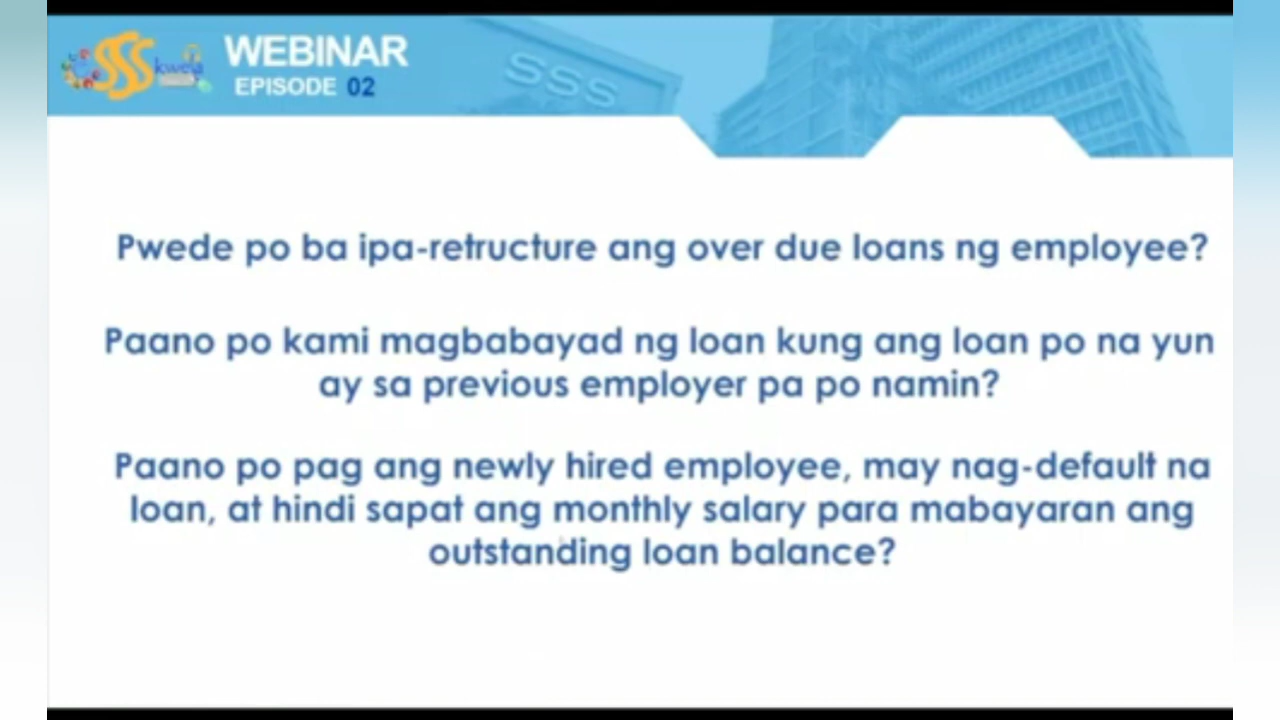 SSS kwela
WEBINAR
EPISODE 02
SSS
Pwede po ba ipa-retructure ang over due loans ng employee?
Paano po kami magbabayad ng loan kung ang loan po na yun
ay sa previous employer pa po namin?
Paano po pag ang newly hired employee, may nag-default na
loan, at hindi sapat ang monthly salary para mabayaran ang
outstanding loan balance?